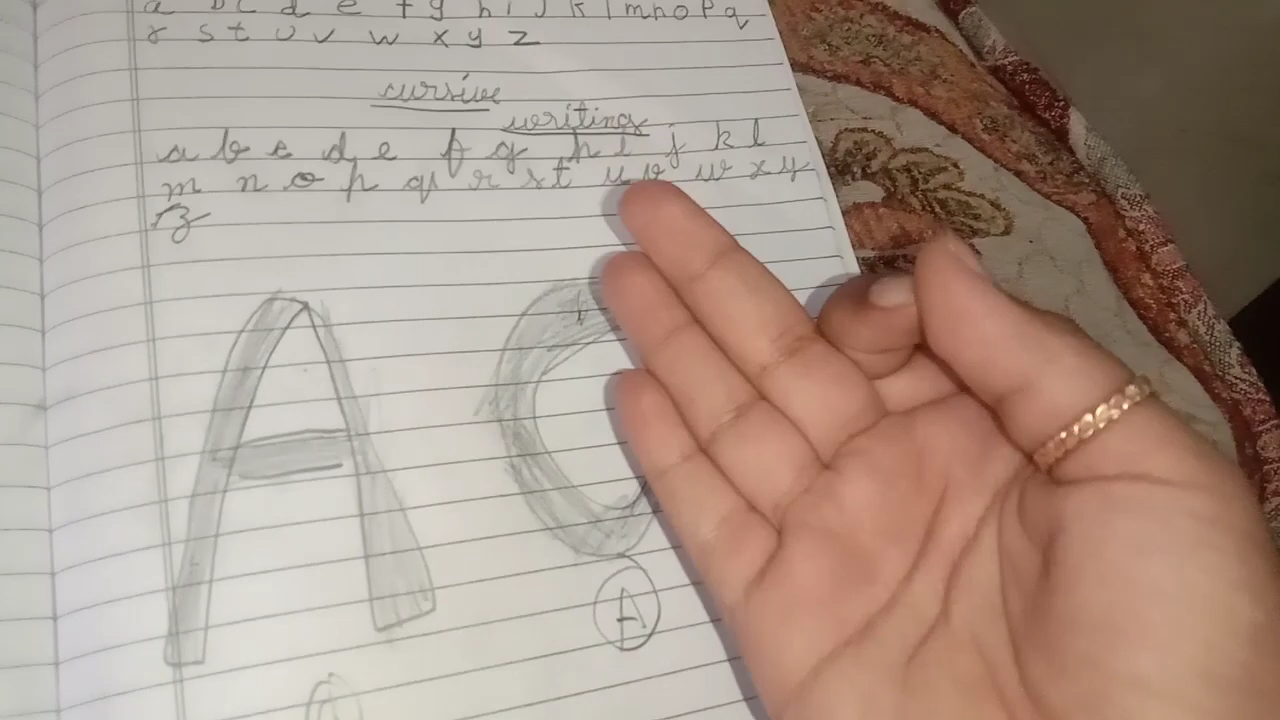 a b c d e f g h i j k l m n o p q
r s t u v w x y z
cursive
writing
a b c d e f g h i j k l
m n o p q r s t u v w x y
z
A C
A